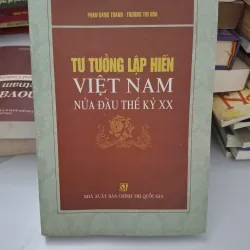 PHAN ĐĂNG THANH - TRƯƠNG THỊ HÒA
TƯ TƯỞNG LẬP HIẾN
VIỆT NAM
NỬA ĐẦU THẾ KỶ XX
NHÀ XUẤT BẢN CHÍNH TRỊ QUỐC GIA